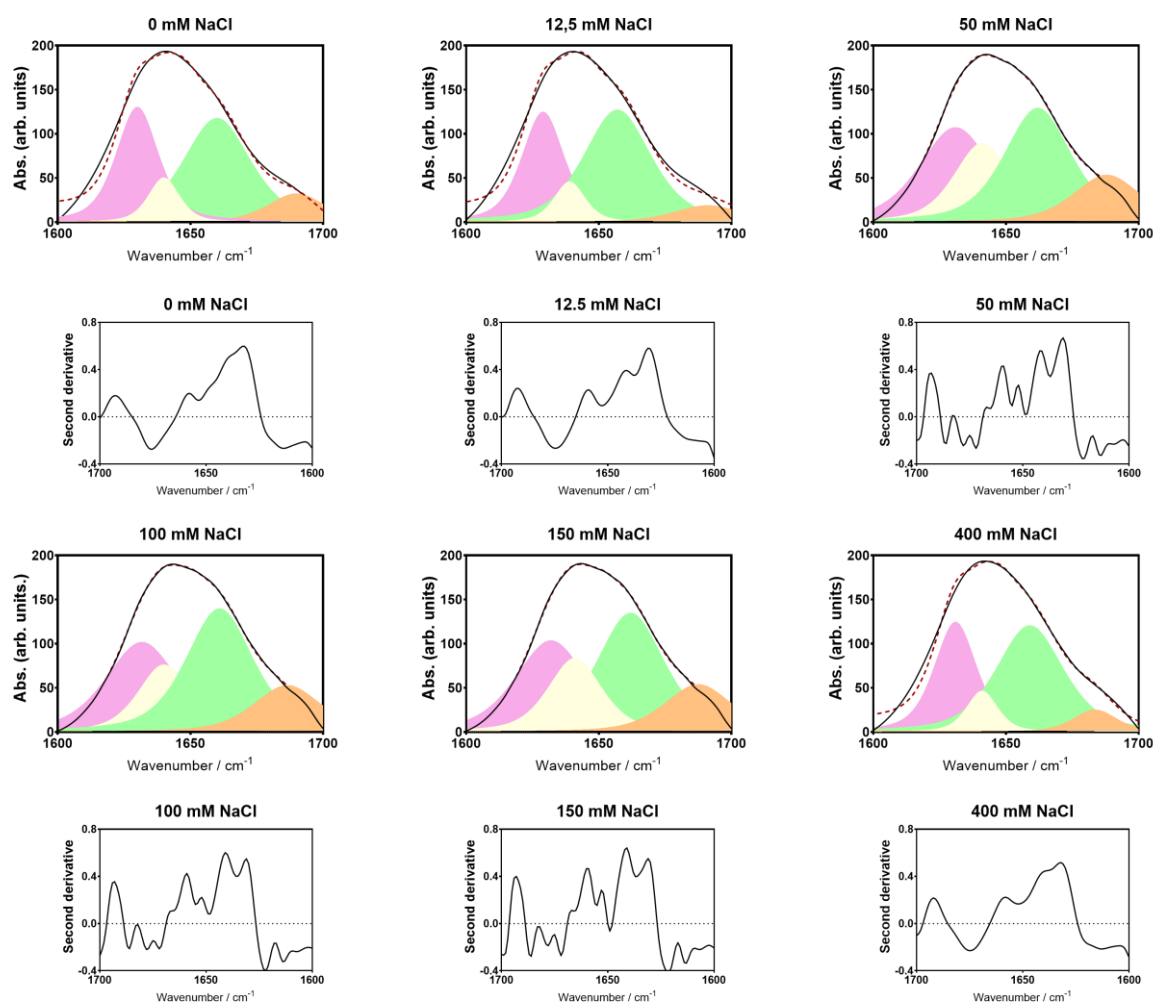 0 mM NaCl
12,5 mM NaCl
50 mM NaCl
Abs. (arb. units)
200
150
100
50
0
1600
1650
1700
Wavenumber / cm⁻¹
Abs. (arb. units)
200
150
100
50
0
1600
1650
1700
Wavenumber / cm⁻¹
Abs. (arb. units)
200
150
100
50
0
1600
1650
1700
Wavenumber / cm⁻¹
0 mM NaCl
12.5 mM NaCl
50 mM NaCl
Second derivative
0.8
0.4
0.0
-0.4
1700
1650
1600
Wavenumber / cm⁻¹
Second derivative
0.8
0.4
0.0
-0.4
1700
1650
1600
Wavenumber / cm⁻¹
Second derivative
0.8
0.4
0.0
-0.4
1700
1650
1600
Wavenumber / cm⁻¹
100 mM NaCl
150 mM NaCl
400 mM NaCl
Abs. (arb. units.)
200
150
100
50
0
1600
1650
1700
Wavenumber / cm⁻¹
Abs. (arb. units)
200
150
100
50
0
1600
1650
1700
Wavenumber / cm⁻¹
Abs. (arb. units)
200
150
100
50
0
1600
1650
1700
Wavenumber / cm⁻¹
100 mM NaCl
150 mM NaCl
400 mM NaCl
Second derivative
0.8
0.4
0.0
-0.4
1700
1650
1600
Wavenumber / cm⁻¹
Second derivative
0.8
0.4
0.0
-0.4
1700
1650
1600
Wavenumber / cm⁻¹
Second derivative
0.8
0.4
0.0
-0.4
1700
1650
1600
Wavenumber / cm⁻¹